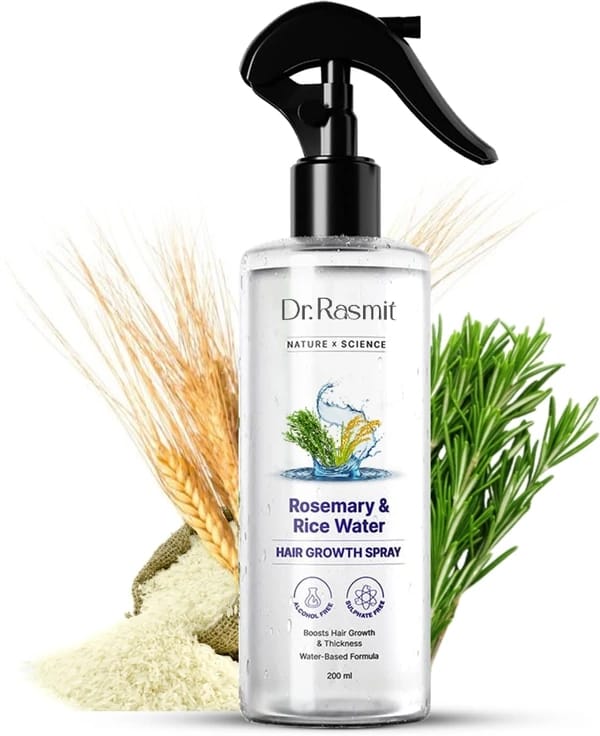 Dr.Rasmit
NATURE x SCIENCE
Rosemary &
Rice Water
HAIR GROWTH SPRAY
ALCOHOL FREE
SULPHATE FREE
Boosts Hair Growth
& Thickness
Water-Based Formula
200 ml